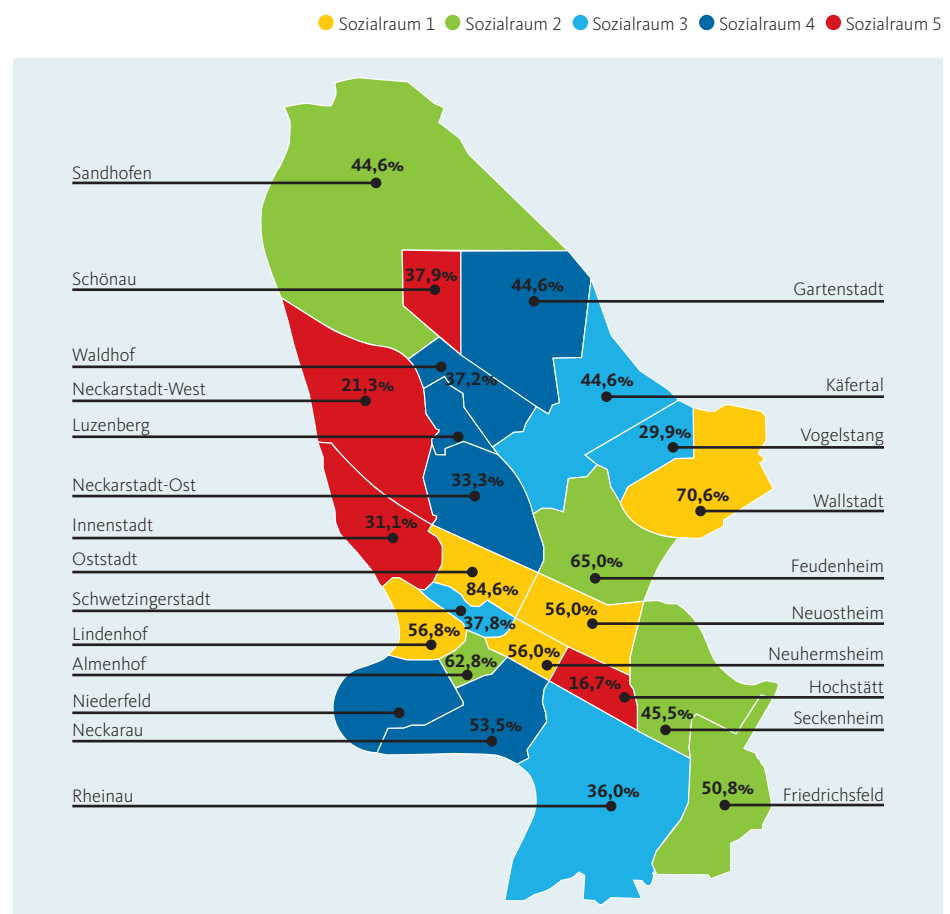 Sozialraum 1 Sozialraum 2 Sozialraum 3 Sozialraum 4 Sozialraum 5
44,6%
Sandhofen
Schönau
37,9%
44,6%
Gartenstadt
Waldhof
37,2%
Neckarstadt-West
21,3%
44,6%
Käfertal
Luzenberg
29,9%
Vogelstang
Neckarstadt-Ost
33,3%
70,6%
Wallstadt
Innenstadt
31,1%
Oststadt
84,6%
65,0%
Feudenheim
Schwetzingerstadt
37,8%
56,0%
Neuostheim
Lindenhof
56,8%
56,0%
Neuhermsheim
Almenhof
62,8%
16,7%
Hochstätt
Niederfeld
45,5%
Seckenheim
Neckarau
53,5%
Rheinau
36,0%
50,8%
Friedrichsfeld